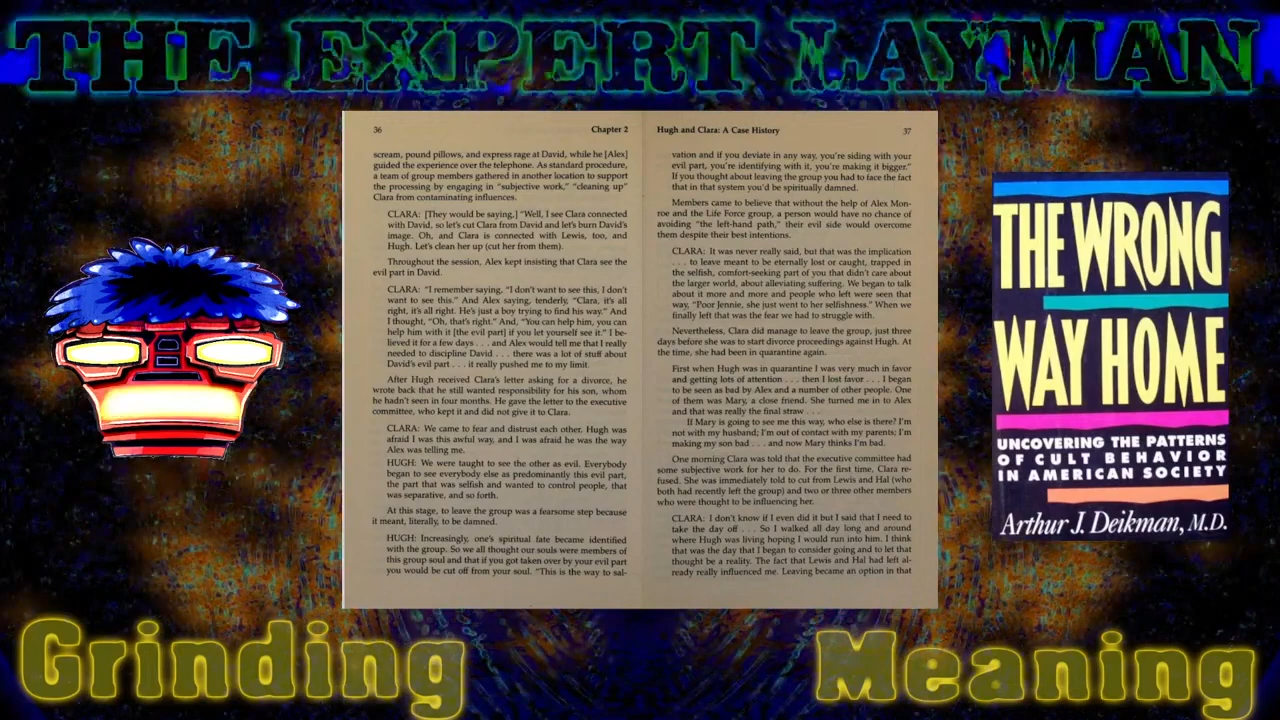 THE EXPERT LAYMAN
36 Chapter 2
scream, pound pillows, and express rage at David, while he [Alex]
guided the experience over the telephone. As standard procedure,
a team of group members gathered in another location to support
the processing by engaging in "subjective work," "cleaning up"
Clara from contaminating influences.
CLARA: [They would be saying,] "Well, I see Clara connected
with David, so let's cut Clara from David and let's burn David's
image. Oh, and Clara is connected with Lewis, too, and
Hugh. Let's clean her up (cut her from them).
Throughout the session, Alex kept insisting that Clara see the
evil part in David.
CLARA: "I remember saying, "I don't want to see this, I don't
want to see this." And Alex saying, tenderly, "Clara, it's all
right, it's all right. He's just a boy trying to find his way." And
I thought, "Oh, that's right." And, "You can help him, you can
help him with it [the evil part] if you let yourself see it." I be-
lieved it for a few days . . . and Alex would tell me that I really
needed to discipline David . . . there was a lot of stuff about
David's evil part . . . it really pushed me to my limit.
After Hugh received Clara's letter asking for a divorce, he
wrote back that he still wanted responsibility for his son, whom
he hadn't seen in four months. He gave the letter to the executive
committee, who kept it and did not give it to Clara.
CLARA: We came to fear and distrust each other. Hugh was
afraid I was this awful way, and I was afraid he was the way
Alex was telling me.
HUGH: We were taught to see the other as evil. Everybody
began to see everybody else as predominantly this evil part,
the part that was selfish and wanted to control people, that
was separative, and so forth.
At this stage, to leave the group was a fearsome step because
it meant, literally, to be damned.
HUGH: Increasingly, one's spiritual fate became identified
with the group. So we all thought our souls were members of
this group soul and that if you got taken over by your evil part
you would be cut off from your soul. "This is the way to sal-
Hugh and Clara: A Case History 37
vation and if you deviate in any way, you're siding with your
evil part, you're identifying with it, you're making it bigger."
If you thought about leaving the group you had to face the fact
that in that system you'd be spiritually damned.
Members came to believe that without the help of Alex Mon-
roe and the Life Force group, a person would have no chance of
avoiding "the left-hand path," their evil side would overcome
them despite their best intentions.
CLARA: It was never really said, but that was the implication
. . . to leave meant to be eternally lost or caught, trapped in
the selfish, comfort-seeking part of you that didn't care about
the larger world, about alleviating suffering. We began to talk
about it more and more and people who left were seen that
way, "Poor Jennie, she just went to her selfishness." When we
finally left that was the fear we had to struggle with.
Nevertheless, Clara did manage to leave the group, just three
days before she was to start divorce proceedings against Hugh. At
the time, she had been in quarantine again.
First when Hugh was in quarantine I was very much in favor
and getting lots of attention . . . then I lost favor . . . I began
to be seen as bad by Alex and a number of other people. One
of them was Mary, a close friend. She turned me in to Alex
and that was really the final straw . . .
If Mary is going to see me this way, who else is there? I'm
not with my husband; I'm out of contact with my parents; I'm
making my son bad . . . and now Mary thinks I'm bad.
One morning Clara was told that the executive committee had
some subjective work for her to do. For the first time, Clara re-
fused. She was immediately told to cut from Lewis and Hal (who
both had recently left the group) and two or three other members
who were thought to be influencing her.
CLARA: I don't know if I even did it but I said that I need to
take the day off . . . So I walked all day long and around
where Hugh was living hoping I would run into him. I think
that was the day that I began to consider going and to let that
thought be a reality. The fact that Lewis and Hal had left al-
ready really influenced me. Leaving became an option in that
THE WRONG
WAY HOME
UNCOVERING THE PATTERNS
OF CULT BEHAVIOR
IN AMERICAN SOCIETY
Arthur J. Deikman, M.D.
Grinding Meaning